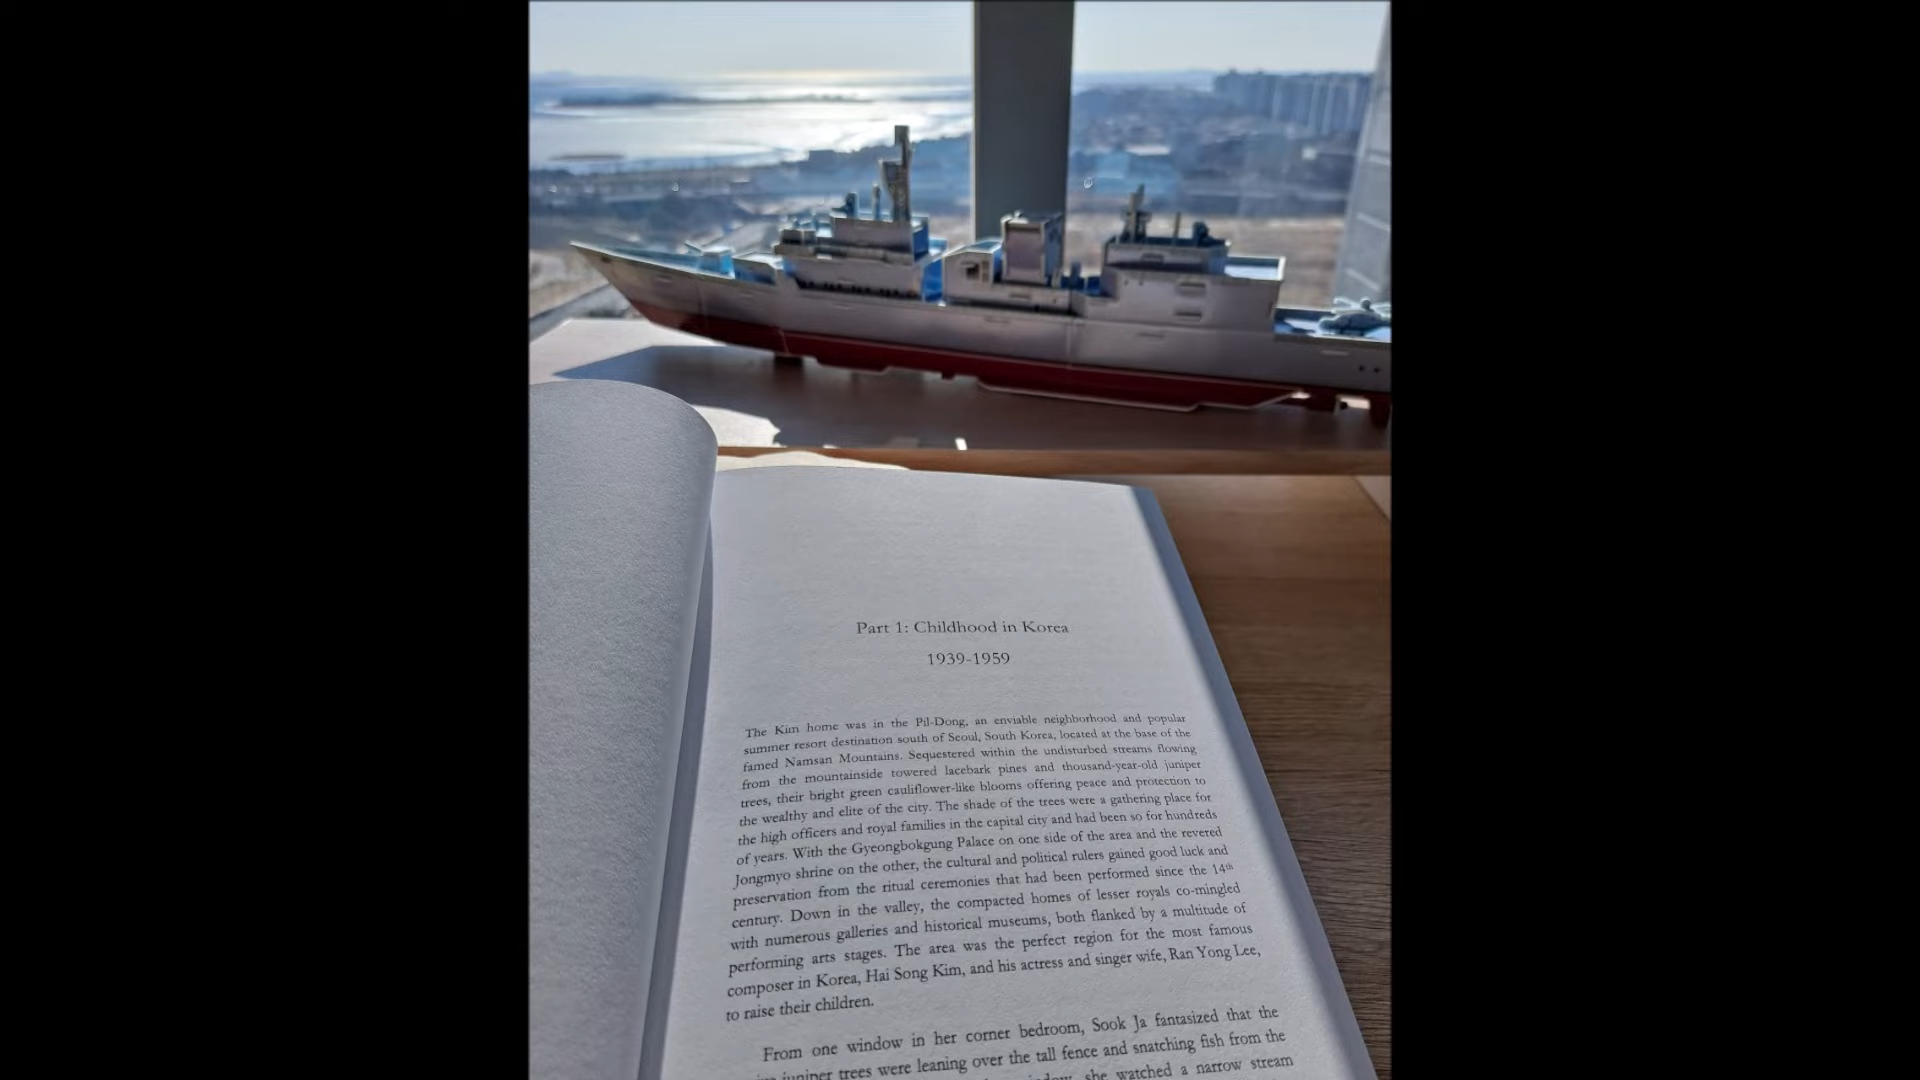 Part 1: Childhood in Korea
1939-1959
The Kim home was in the Pil-Dong, an enviable neighborhood and popular
summer resort destination south of Seoul, South Korea, located at the base of the
famed Namsan Mountains. Sequestered within the undisturbed streams flowing
from the mountainside towered lacebark pines and thousand-year-old juniper
trees, their bright green cauliflower-like blooms offering peace and protection to
the wealthy and elite of the city. The shade of the trees were a gathering place for
the high officers and royal families in the capital city and had been so for hundreds
of years. With the Gyeongbokgung Palace on one side of the area and the revered
Jongmyo shrine on the other, the cultural and political rulers gained good luck and
preservation from the ritual ceremonies that had been performed since the 14th
century. Down in the valley, the compacted homes of lesser royals co-mingled
with numerous galleries and historical museums, both flanked by a multitude of
performing arts stages. The area was the perfect region for the most famous
composer in Korea, Hai Song Kim, and his actress and singer wife, Ran Yong Lee,
to raise their children.
From one window in her corner bedroom, Sook Ja fantasized that the
juniper trees were leaning over the tall fence and snatching fish from the
she watched a narrow stream